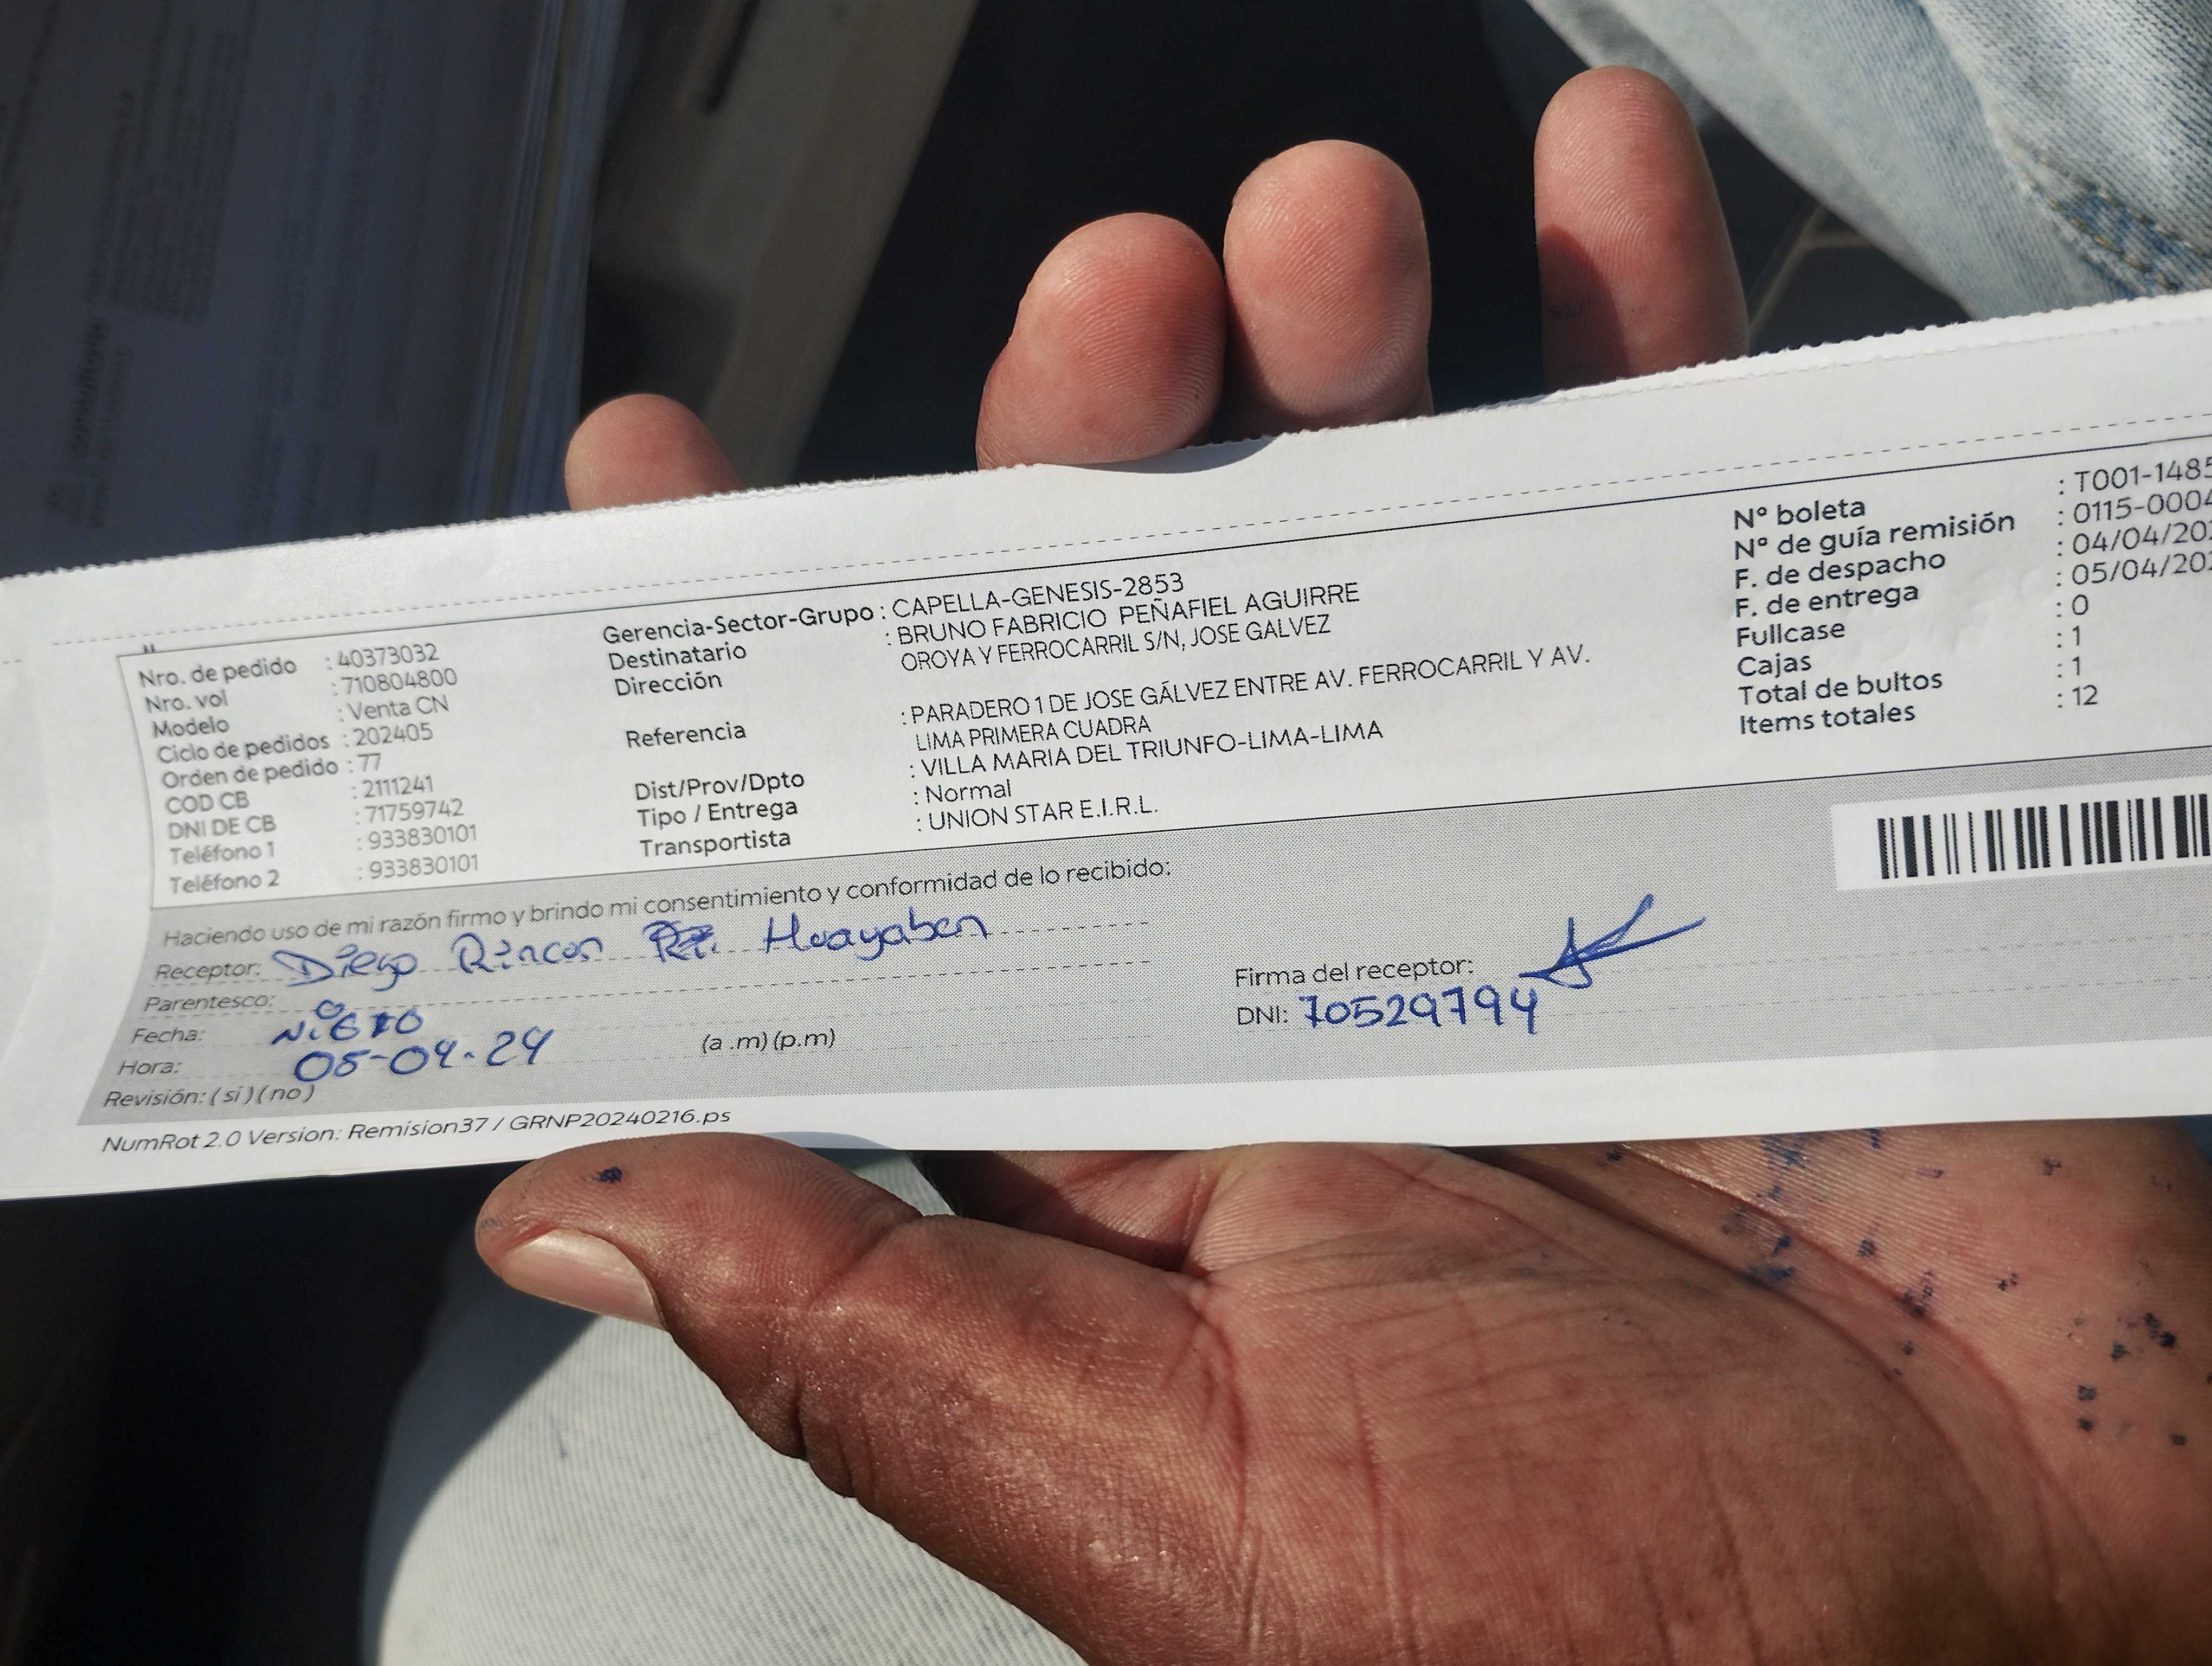 Nro. de pedido : 40373032
Nro. vol : 710804800
Modelo : Venta CN
Ciclo de pedidos : 202405
Orden de pedido : 77
COD CB : 2111241
DNI DE CB : 71759742
Teléfono 1 : 933830101
Teléfono 2 : 933830101
Gerencia-Sector-Grupo : CAPELLA-GENESIS-2853
Destinatario : BRUNO FABRICIO PEÑAFIEL AGUIRRE
Dirección OROYA Y FERROCARRIL S/N, JOSE GALVEZ
Referencia : PARADERO 1 DE JOSE GÁLVEZ ENTRE AV. FERROCARRIL Y AV.
LIMA PRIMERA CUADRA
Dist/Prov/Dpto : VILLA MARIA DEL TRIUNFO-LIMA-LIMA
Tipo / Entrega : Normal
Transportista : UNION STAR E.I.R.L.
N° boleta : T001-1485
N° de guía remisión : 0115-0004
F. de despacho : 04/04/202
F. de entrega : 05/04/202
Fullcase : 0
Cajas : 1
Total de bultos : 1
Items totales : 12
Haciendo uso de mi razón firmo y brindo mi consentimiento y conformidad de lo recibido:
Receptor: Diego Rincon Huayaban
Parentesco:
Fecha: Nieto
Hora: 05-04-24 (a .m) (p.m)
Revisión: ( si ) ( no )
Firma del receptor:
DNI: 70529794
NumRot 2.0 Version: Remision37 / GRNP20240216.ps